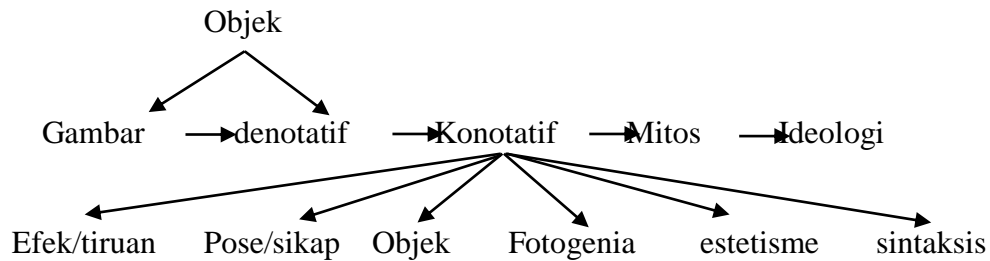 Objek
Gambar denotatif Konotatif Mitos Ideologi
Efek/tiruan Pose/sikap Objek Fotogenia estetisme sintaksis